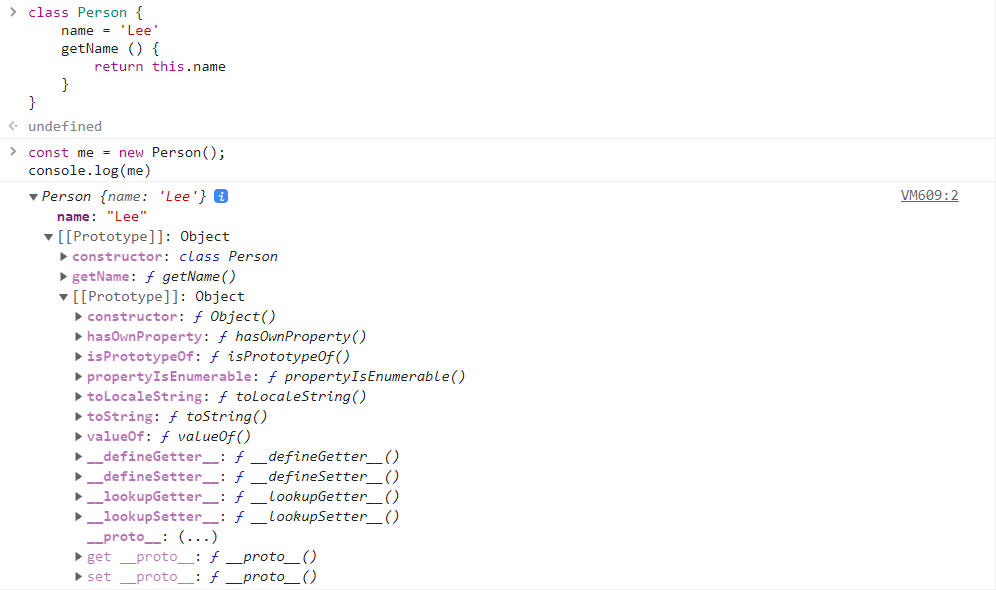 class Person {
name = 'Lee'
getName () {
return this.name
}
}
undefined
const me = new Person();
console.log(me)
Person {name: 'Lee'} i VM609:2
name: "Lee"
[[Prototype]]: Object
constructor: class Person
getName: ƒ getName()
[[Prototype]]: Object
constructor: ƒ Object()
hasOwnProperty: ƒ hasOwnProperty()
isPrototypeOf: ƒ isPrototypeOf()
propertyIsEnumerable: ƒ propertyIsEnumerable()
toLocaleString: ƒ toLocaleString()
toString: ƒ toString()
valueOf: ƒ valueOf()
__defineGetter__: ƒ __defineGetter__()
__defineSetter__: ƒ __defineSetter__()
__lookupGetter__: ƒ __lookupGetter__()
__lookupSetter__: ƒ __lookupSetter__()
__proto__: (...)
get __proto__: ƒ __proto__()
set __proto__: ƒ __proto__()